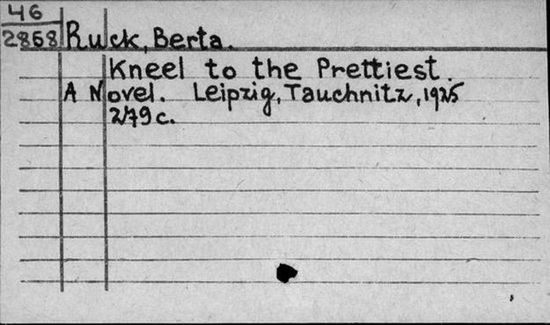 46
2868
Ruck, Berta.
Kneel to the Prettiest.
A Novel. Leipzig, Tauchnitz, 1925
279 c.